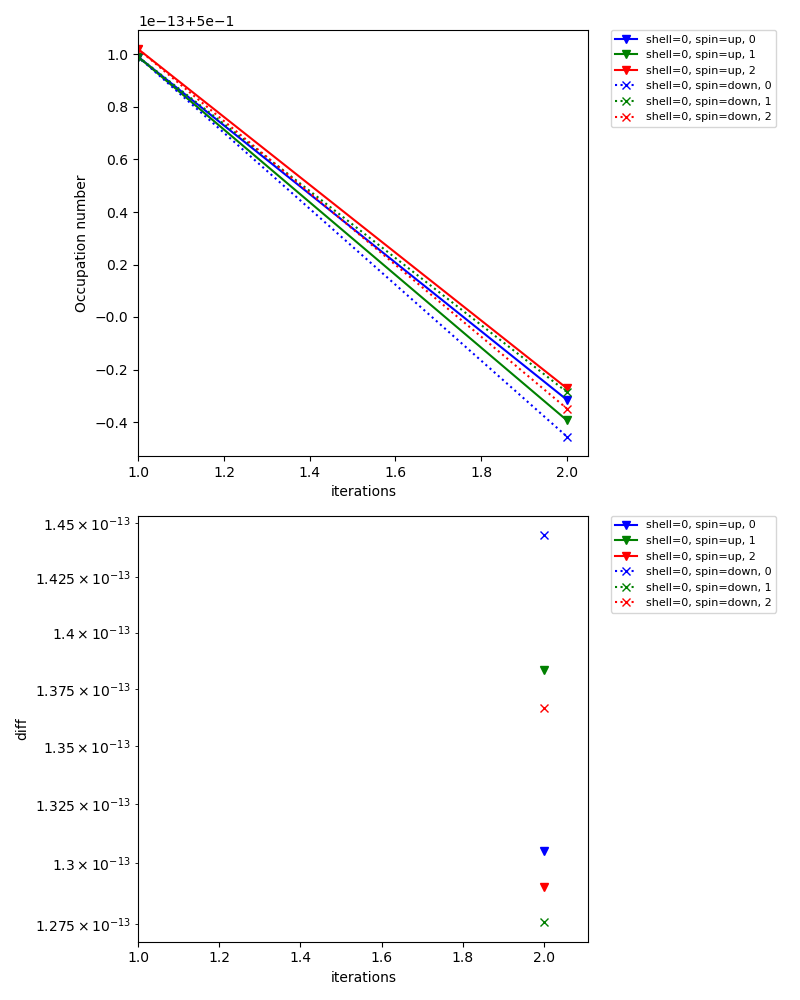 1e−13+5e−1
1.0
0.8
0.6
0.4
0.2
−0.0
−0.2
−0.4
Occupation number
1.0 1.2 1.4 1.6 1.8 2.0
iterations
shell=0, spin=up, 0
shell=0, spin=up, 1
shell=0, spin=up, 2
shell=0, spin=down, 0
shell=0, spin=down, 1
shell=0, spin=down, 2
1.45 × 10⁻¹³
1.425 × 10⁻¹³
1.4 × 10⁻¹³
1.375 × 10⁻¹³
1.35 × 10⁻¹³
1.325 × 10⁻¹³
1.3 × 10⁻¹³
1.275 × 10⁻¹³
diff
1.0 1.2 1.4 1.6 1.8 2.0
iterations
shell=0, spin=up, 0
shell=0, spin=up, 1
shell=0, spin=up, 2
shell=0, spin=down, 0
shell=0, spin=down, 1
shell=0, spin=down, 2